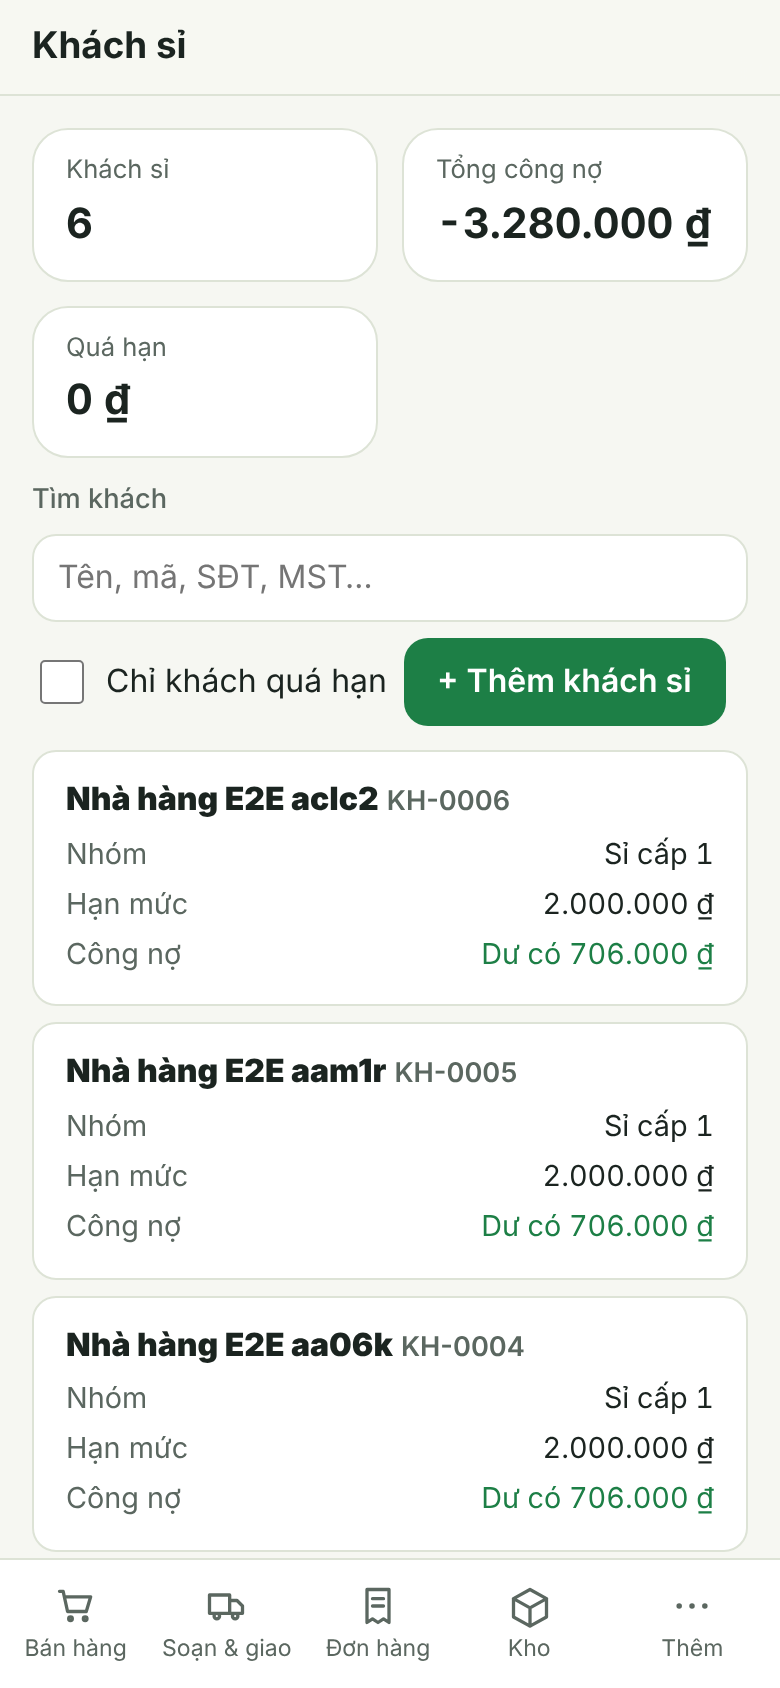 Khách sỉ
Khách sỉ
6
Tổng công nợ
-3.280.000 ₫
Quá hạn
0 ₫
Tìm khách
Tên, mã, SĐT, MST...
Chỉ khách quá hạn
+ Thêm khách sỉ
Nhà hàng E2E aclc2 KH-0006
Nhóm Sỉ cấp 1
Hạn mức 2.000.000 ₫
Công nợ Dư có 706.000 ₫
Nhà hàng E2E aam1r KH-0005
Nhóm Sỉ cấp 1
Hạn mức 2.000.000 ₫
Công nợ Dư có 706.000 ₫
Nhà hàng E2E aa06k KH-0004
Nhóm Sỉ cấp 1
Hạn mức 2.000.000 ₫
Công nợ Dư có 706.000 ₫
Bán hàng
Soạn & giao
Đơn hàng
Kho
Thêm